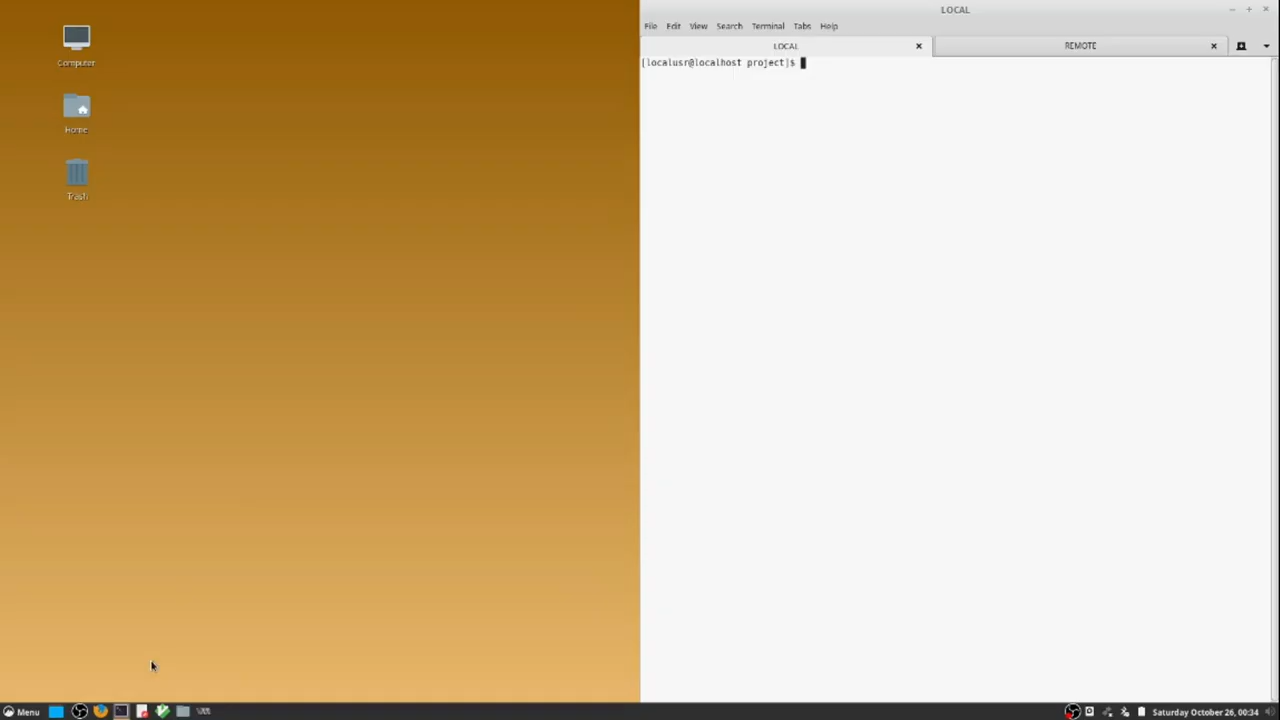 Computer
Home
Trash
LOCAL
File Edit View Search Terminal Tabs Help
LOCAL
REMOTE
[localusr@localhost project]$
Menu
Saturday October 26, 00:34